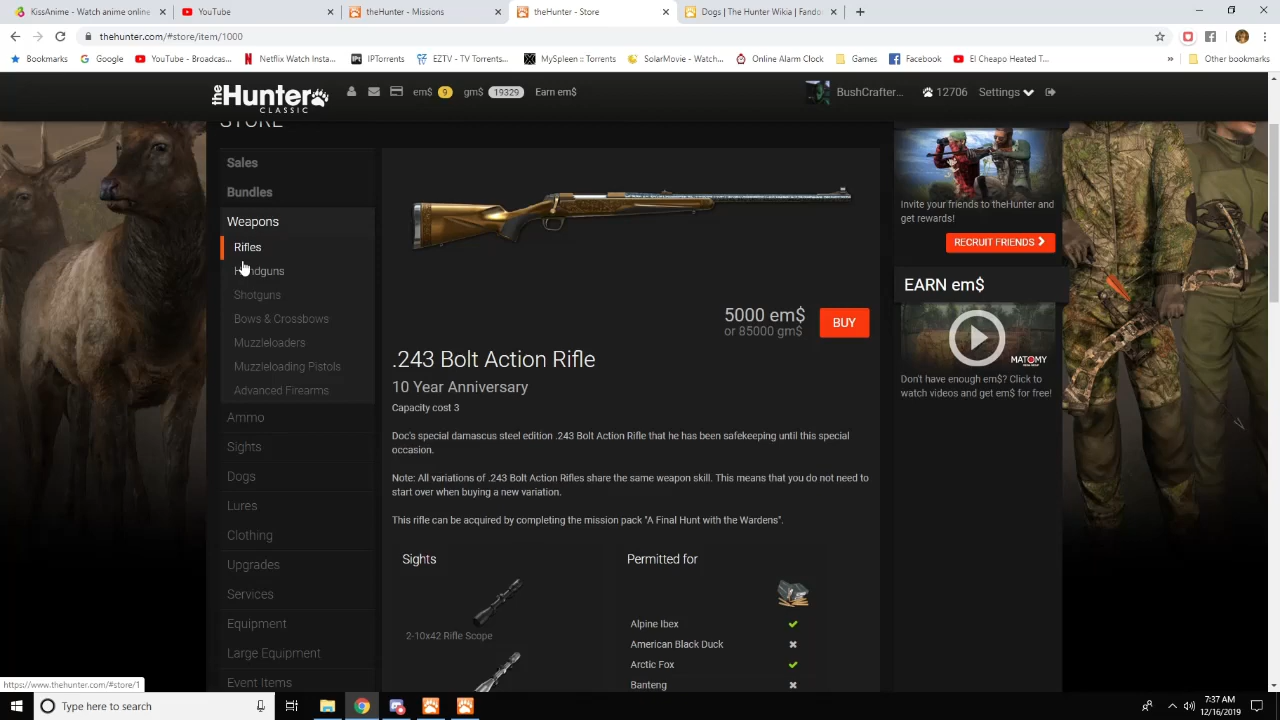 KissAnime - Watch anime online
YouTube
theHunter - Missions
theHunter - Store
Dogs | The Hunter Wikia | Fando
thehunter.com/#store/item/1000
Bookmarks
Google
YouTube - Broadcas...
Netflix Watch Insta...
IPTorrents
EZTV - TV Torrents...
MySpleen :: Torrents
SolarMovie - Watch...
Online Alarm Clock
Games
Facebook
El Cheapo Heated T...
»
Other bookmarks
theHunter
CLASSIC
em$ 9
gm$ 19329
Earn em$
BushCrafter...
12706
Settings
STORE
Sales
Bundles
Weapons
Rifles
Handguns
Shotguns
Bows & Crossbows
Muzzleloaders
Muzzleloading Pistols
Advanced Firearms
Ammo
Sights
Dogs
Lures
Clothing
Upgrades
Services
Equipment
Large Equipment
Event Items
5000 em$
or 85000 gm$
BUY
.243 Bolt Action Rifle
10 Year Anniversary
Capacity cost 3
Doc's special damascus steel edition .243 Bolt Action Rifle that he has been safekeeping until this special
occasion.
Note: All variations of .243 Bolt Action Rifles share the same weapon skill. This means that you do not need to
start over when buying a new variation.
This rifle can be acquired by completing the mission pack "A Final Hunt with the Wardens".
Sights
2-10x42 Rifle Scope
Permitted for
Alpine Ibex
American Black Duck
Arctic Fox
Banteng
Invite your friends to theHunter and
get rewards!
RECRUIT FRIENDS
EARN em$
MATOMY
Don't have enough em$? Click to
watch videos and get em$ for free!
https://www.thehunter.com/#store/1
Type here to search
7:37 AM
12/16/2019